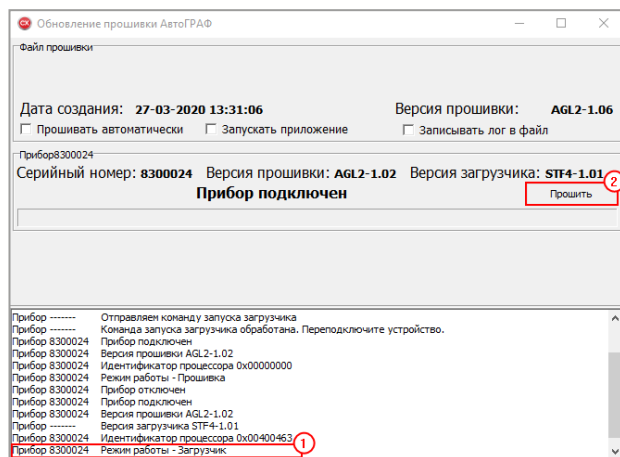 Обновление прошивки АвтоГРАФ
Файл прошивки
Дата создания: 27-03-2020 13:31:06 Версия прошивки: AGL2-1.06
Прошивать автоматически Запускать приложение Записывать лог в файл
Прибор8300024
Серийный номер: 8300024 Версия прошивки: AGL2-1.02 Версия загрузчика: STF4-1.01
2
Прибор подключен Прошить
Прибор ------- Отправляем команду запуска загрузчика
Прибор ------- Команда запуска загрузчика обработана. Переподключите устройство.
Прибор 8300024 Прибор подключен
Прибор 8300024 Версия прошивки AGL2-1.02
Прибор 8300024 Идентификатор процессора 0x00000000
Прибор 8300024 Режим работы - Прошивка
Прибор 8300024 Прибор отключен
Прибор 8300024 Прибор подключен
Прибор 8300024 Версия прошивки AGL2-1.02
Прибор ------- Версия загрузчика STF4-1.01
Прибор 8300024 Идентификатор процессора 0x00400463
1
Прибор 8300024 Режим работы - Загрузчик